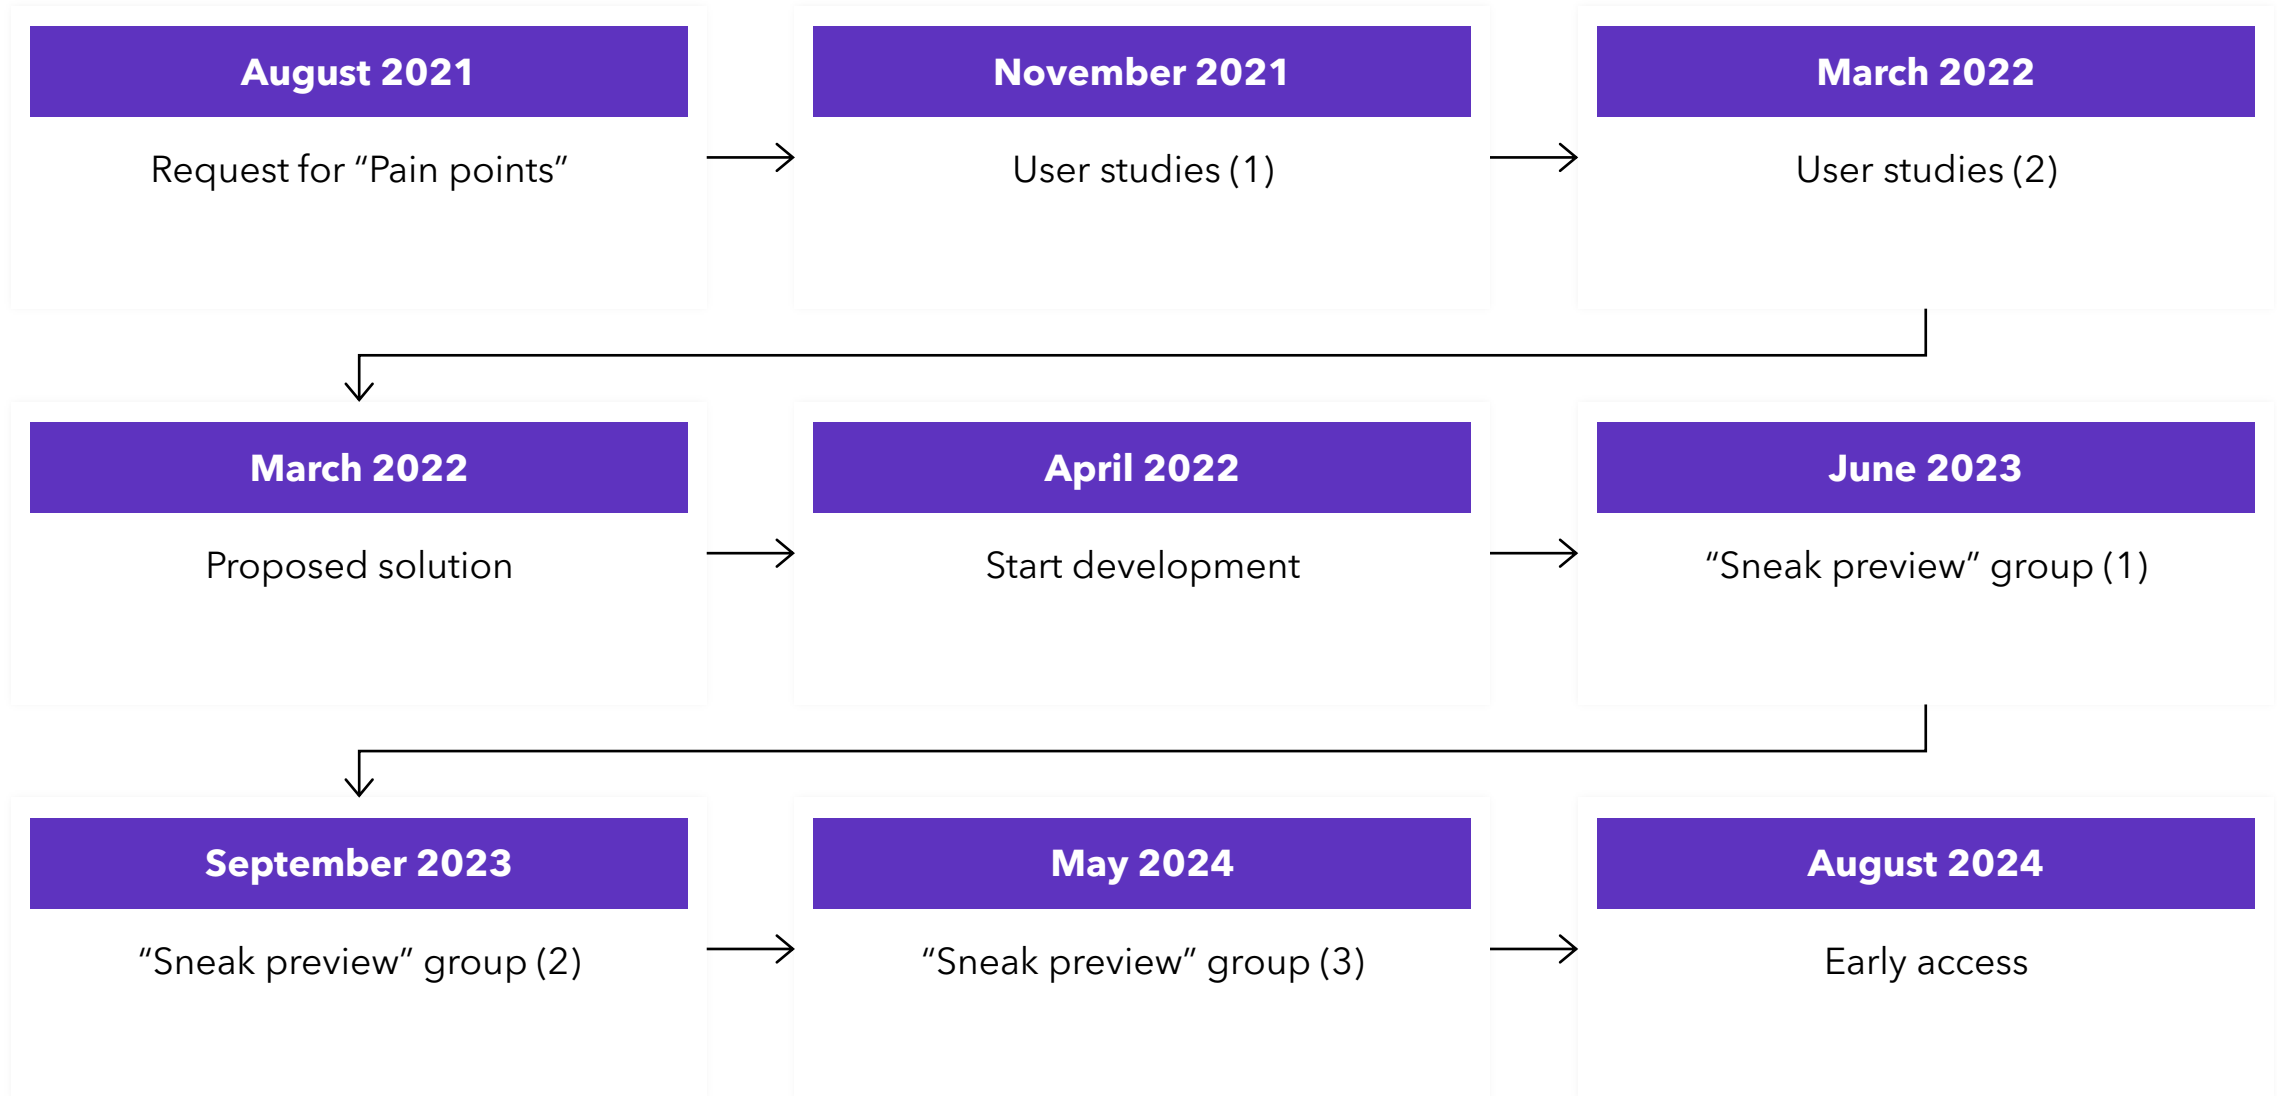 August 2021
Request for “Pain points”
November 2021
User studies (1)
March 2022
User studies (2)
March 2022
Proposed solution
April 2022
Start development
June 2023
“Sneak preview” group (1)
September 2023
“Sneak preview” group (2)
May 2024
“Sneak preview” group (3)
August 2024
Early access